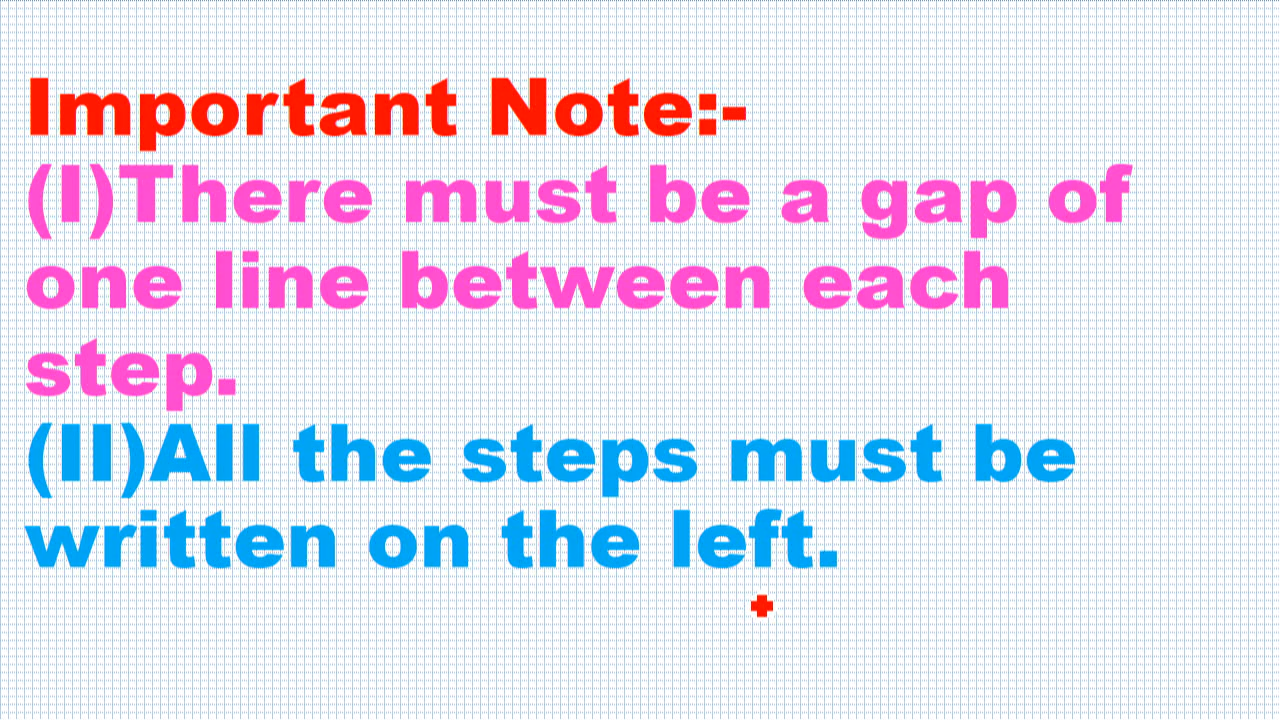 Important Note:-
(I)There must be a gap of
one line between each
step.
(II)All the steps must be
written on the left.